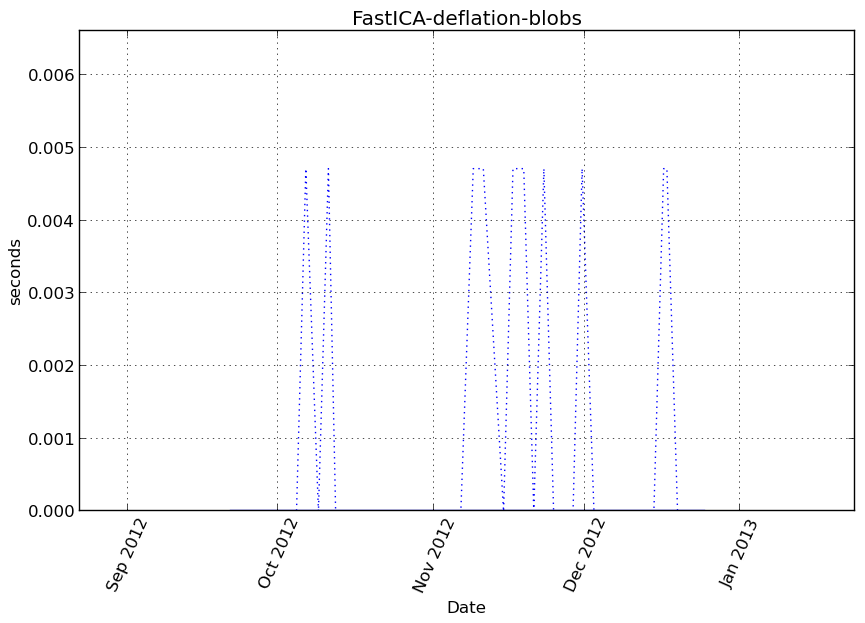 FastICA-deflation-blobs
0.006
0.005
0.004
0.003
0.002
0.001
0.000
seconds
Sep 2012
Oct 2012
Nov 2012
Dec 2012
Jan 2013
Date